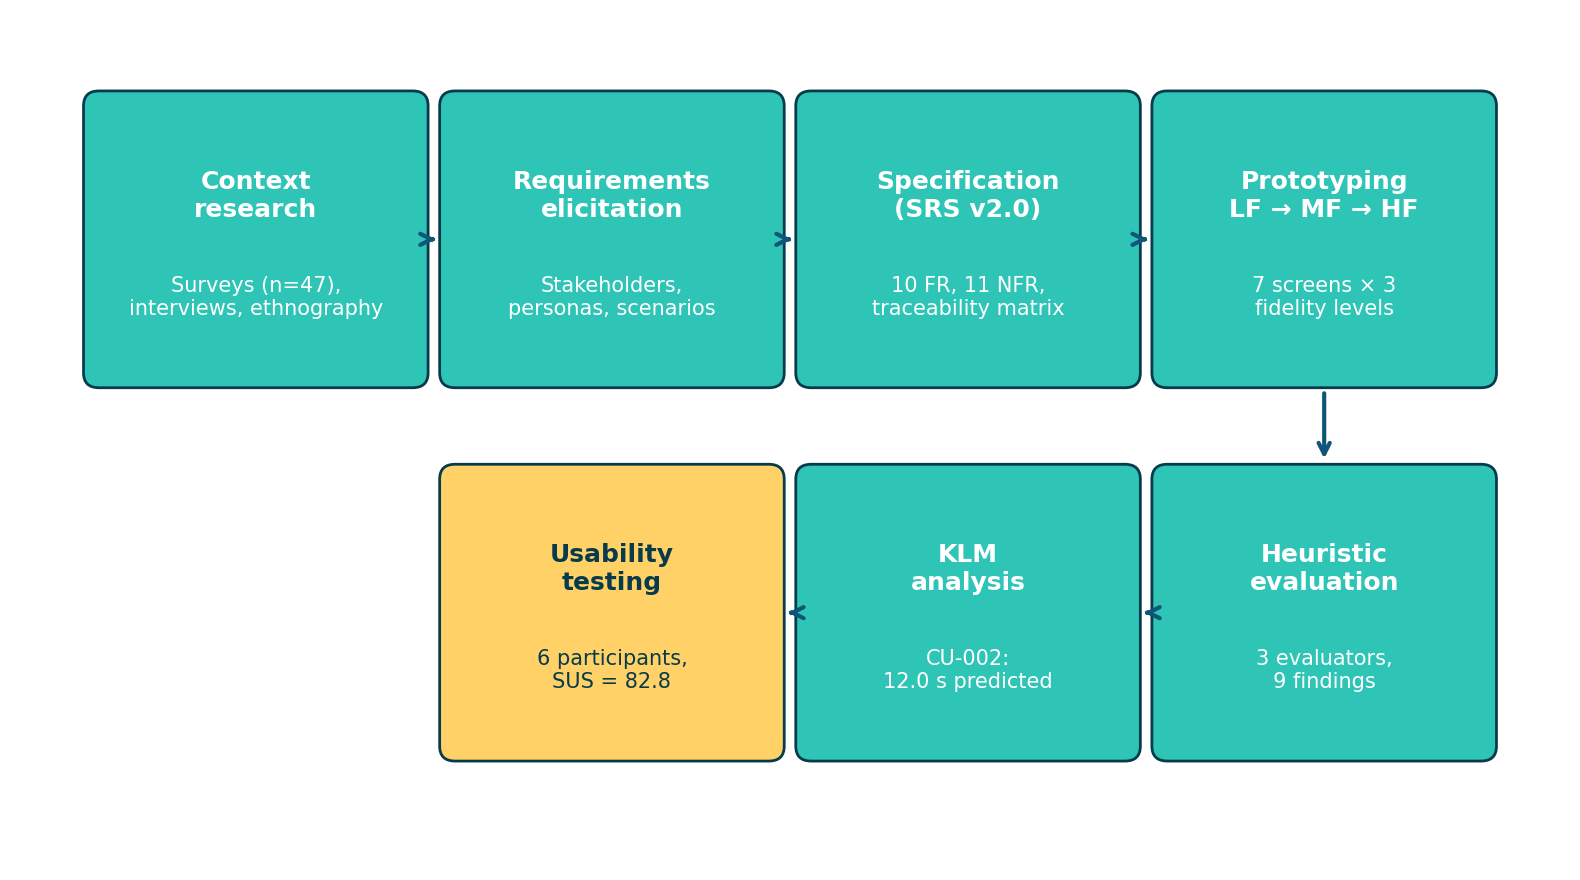 Context
research
Surveys (n=47),
interviews, ethnography
Requirements
elicitation
Stakeholders,
personas, scenarios
Specification
(SRS v2.0)
10 FR, 11 NFR,
traceability matrix
Prototyping
LF → MF → HF
7 screens × 3
fidelity levels
Heuristic
evaluation
3 evaluators,
9 findings
KLM
analysis
CU-002:
12.0 s predicted
Usability
testing
6 participants,
SUS = 82.8